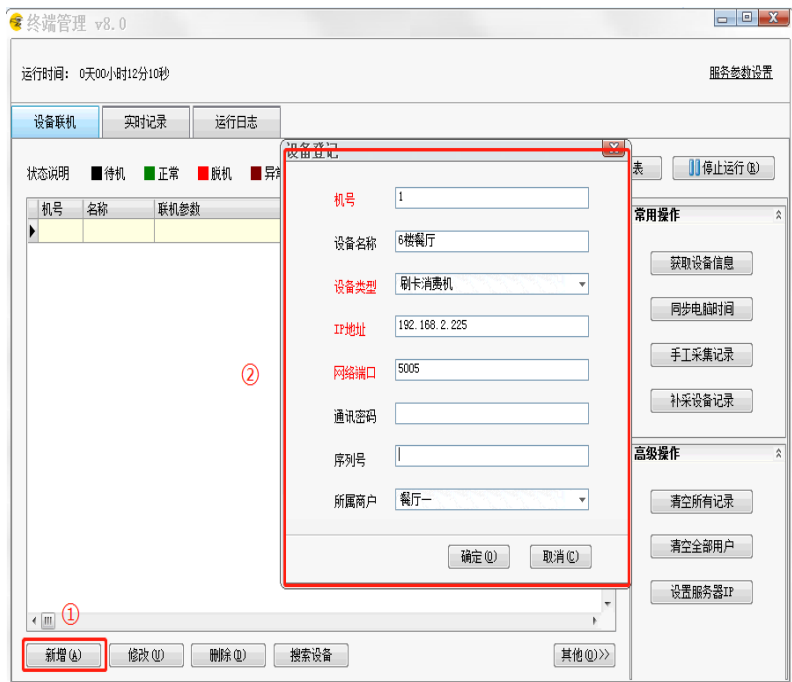 终端管理 v8.0
运行时间: 0天00小时12分10秒
服务参数设置
设备联机
实时记录
运行日志
状态说明
待机
正常
脱机
表
停止运行(R)
机号
名称
联机参数
设备登记
机号
1
设备名称
6楼餐厅
设备类型
刷卡消费机
IP地址
192.168.2.225
网络端口
5005
通讯密码
序列号
所属商户
餐厅一
确定(O)
取消(C)
②
常用操作
获取设备信息
同步电脑时间
手工采集记录
补采设备记录
高级操作
清空所有记录
清空全部用户
设置服务器IP
①
新增(A)
修改(U)
删除(D)
搜索设备
其他(O)>>